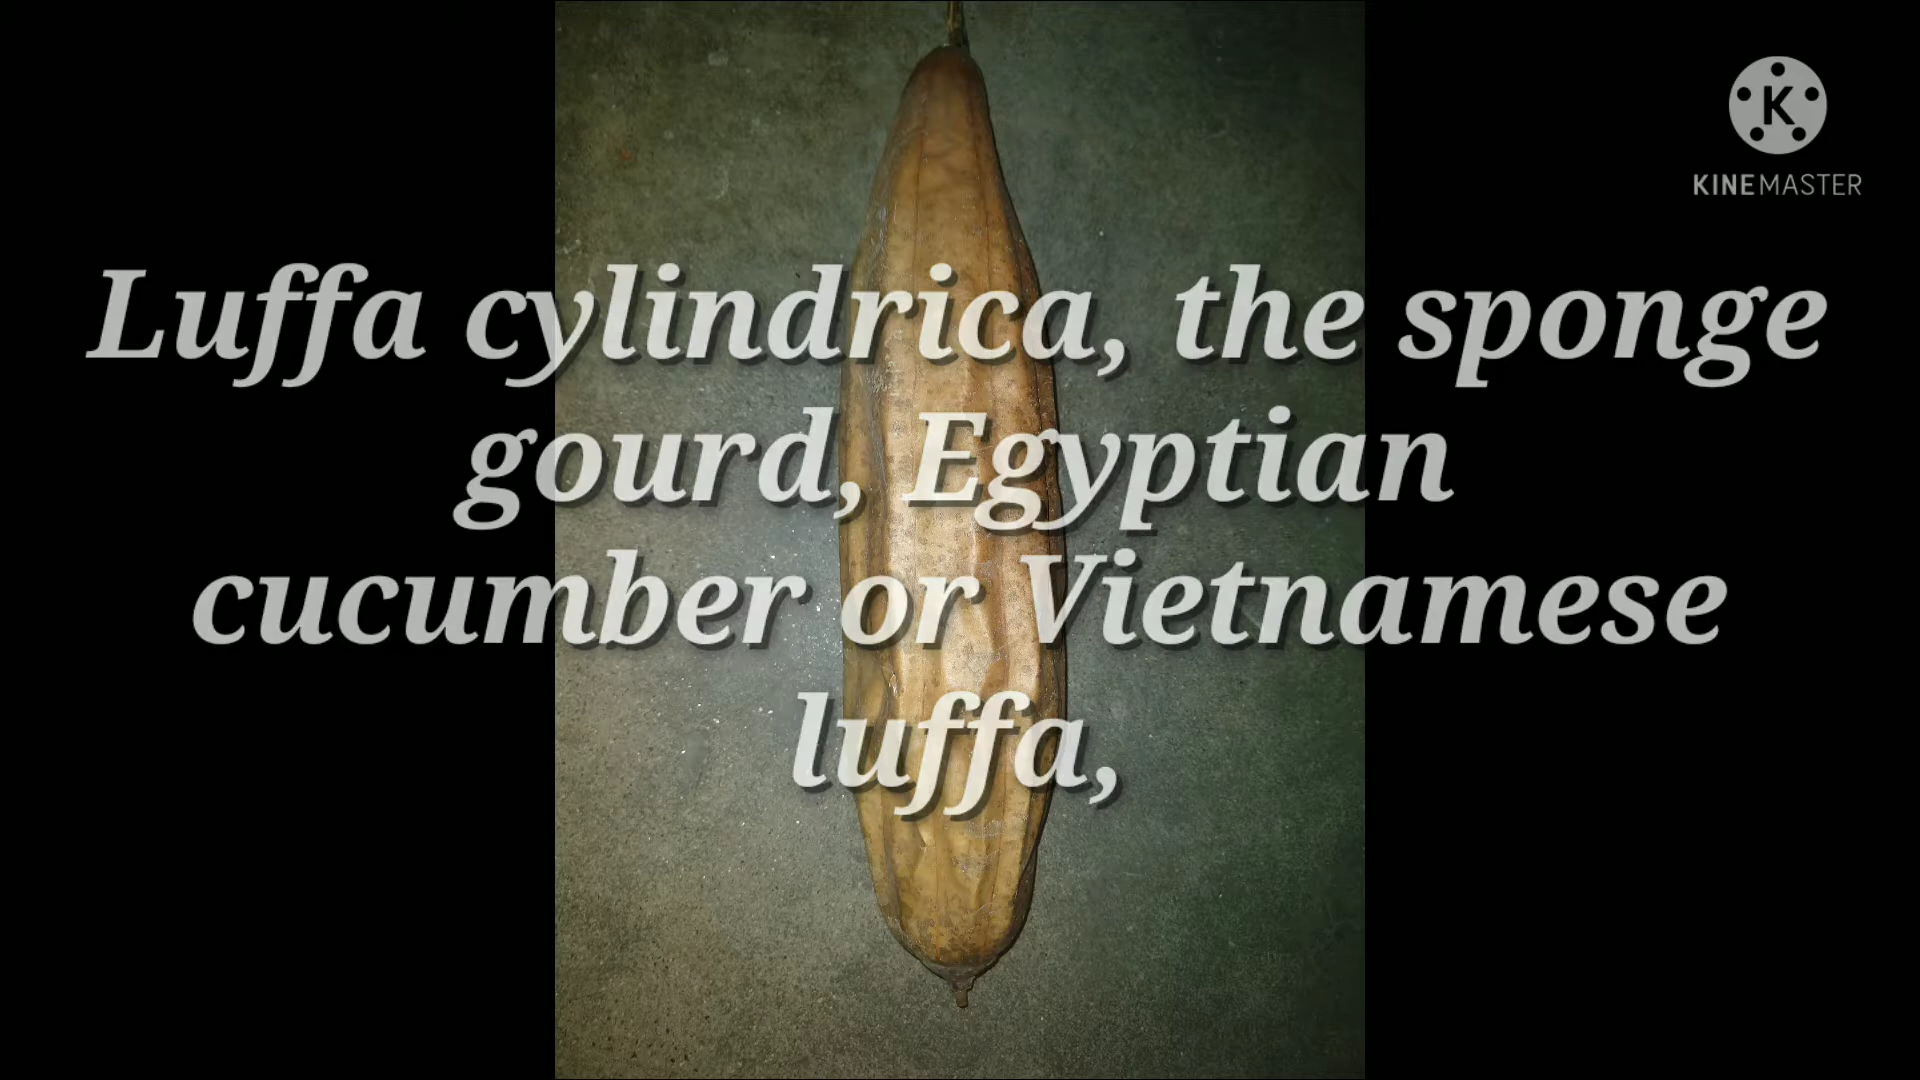 K
KINEMASTER
Luffa cylindrica, the sponge
gourd, Egyptian
cucumber or Vietnamese
luffa,